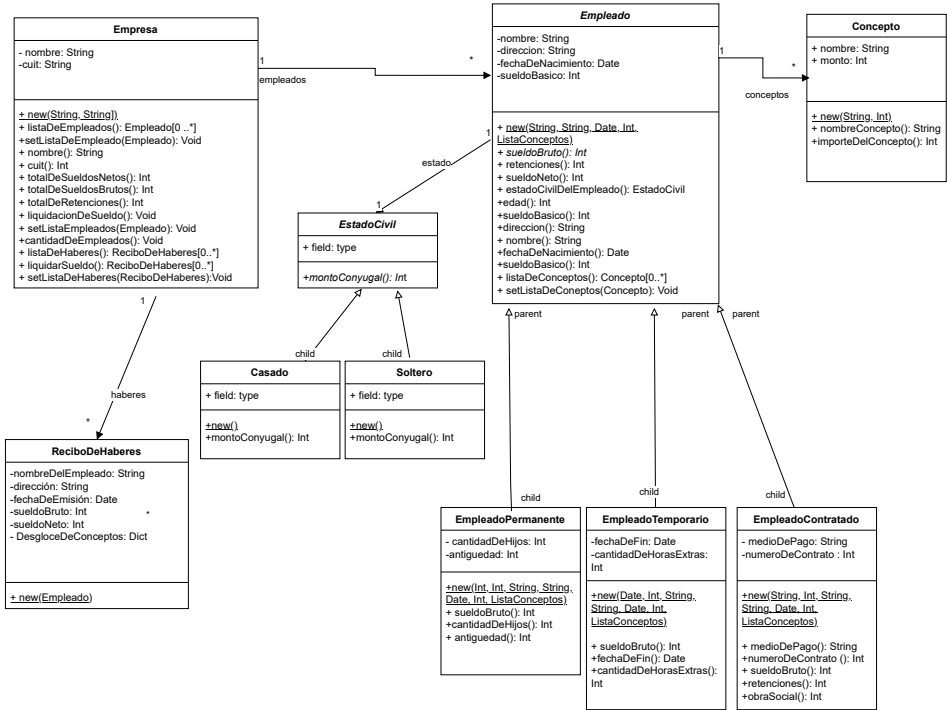 Empresa
- nombre: String
-cuit: String
+ new(String, String])
+ listaDeEmpleados(): Empleado[0 ..*]
+setListaDeEmpleado(Empleado): Void
+ nombre(): String
+ cuit(): Int
+ totalDeSueldosNetos(): Int
+ totalDeSueldosBrutos(): Int
+ totalDeRetenciones(): Int
+ liquidacionDeSueldo(): Void
+ setListaEmpleados(Empleado): Void
+cantidadDeEmpleados(): Void
+ listaDeHaberes(): ReciboDeHaberes[0..*]
+ liquidarSueldo(): ReciboDeHaberes[0..*]
+ setListaDeHaberes(ReciboDeHaberes):Void
1
empleados
*
Empleado
-nombre: String
-direccion: String
-fechaDeNacimiento: Date
-sueldoBasico: Int
+ new(String, String, Date, Int,
ListaConceptos)
+ sueldoBruto(): Int
+ retenciones(): Int
+ sueldoNeto(): Int
+ estadoCivilDelEmpleado(): EstadoCivil
+edad(): Int
+sueldoBasico(): Int
+direccion(): String
+ nombre(): String
+fechaDeNacimiento(): Date
+sueldoBasico(): Int
+ listaDeConceptos(): Concepto[0..*]
+ setListaDeConeptos(Concepto): Void
1
*
conceptos
Concepto
+ nombre: String
+ monto: Int
+ new(String, Int)
+ nombreConcepto(): String
+importeDelConcepto(): Int
1
estado
1
EstadoCivil
+ field: type
+montoConyugal(): Int
child
child
Casado
+ field: type
+new()
+montoConyugal(): Int
Soltero
+ field: type
+new()
+montoConyugal(): Int
1
haberes
*
ReciboDeHaberes
-nombreDelEmpleado: String
-dirección: String
-fechaDeEmisión: Date
-sueldoBruto: Int
-sueldoNeto: Int
- DesgloceDeConceptos: Dict
*
+ new(Empleado)
parent
parent
parent
child
child
child
EmpleadoPermanente
- cantidadDeHijos: Int
-antiguedad: Int
+new(Int, Int, String, String,
Date, Int, ListaConceptos)
+ sueldoBruto(): Int
+cantidadDeHijos(): Int
+ antiguedad(): Int
EmpleadoTemporario
-fechaDeFin: Date
-cantidadDeHorasExtras:
Int
+new(Date, Int, String,
String, Date, Int,
ListaConceptos)
+ sueldoBruto(): Int
+fechaDeFin(): Date
+cantidadDeHorasExtras():
Int
EmpleadoContratado
- medioDePago: String
-numeroDeContrato : Int
+new(String, Int, String,
String, Date, Int,
ListaConceptos)
+ medioDePago(): String
+numeroDeContrato (): Int
+ sueldoBruto(): Int
+retenciones(): Int
+obraSocial(): Int